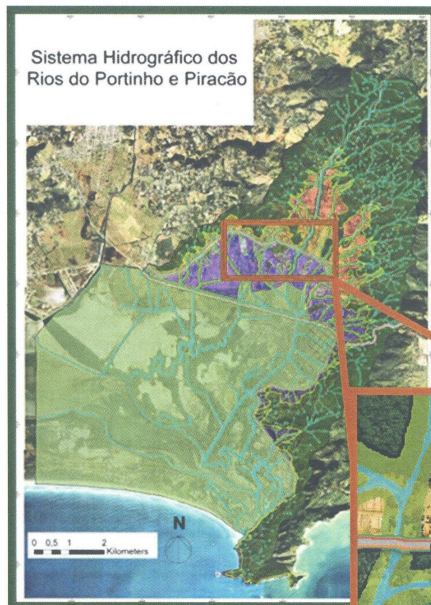 Sistema Hidrográfico dos
Rios do Portinho e Piracão
N
0 0,5 1 2
Kilometers